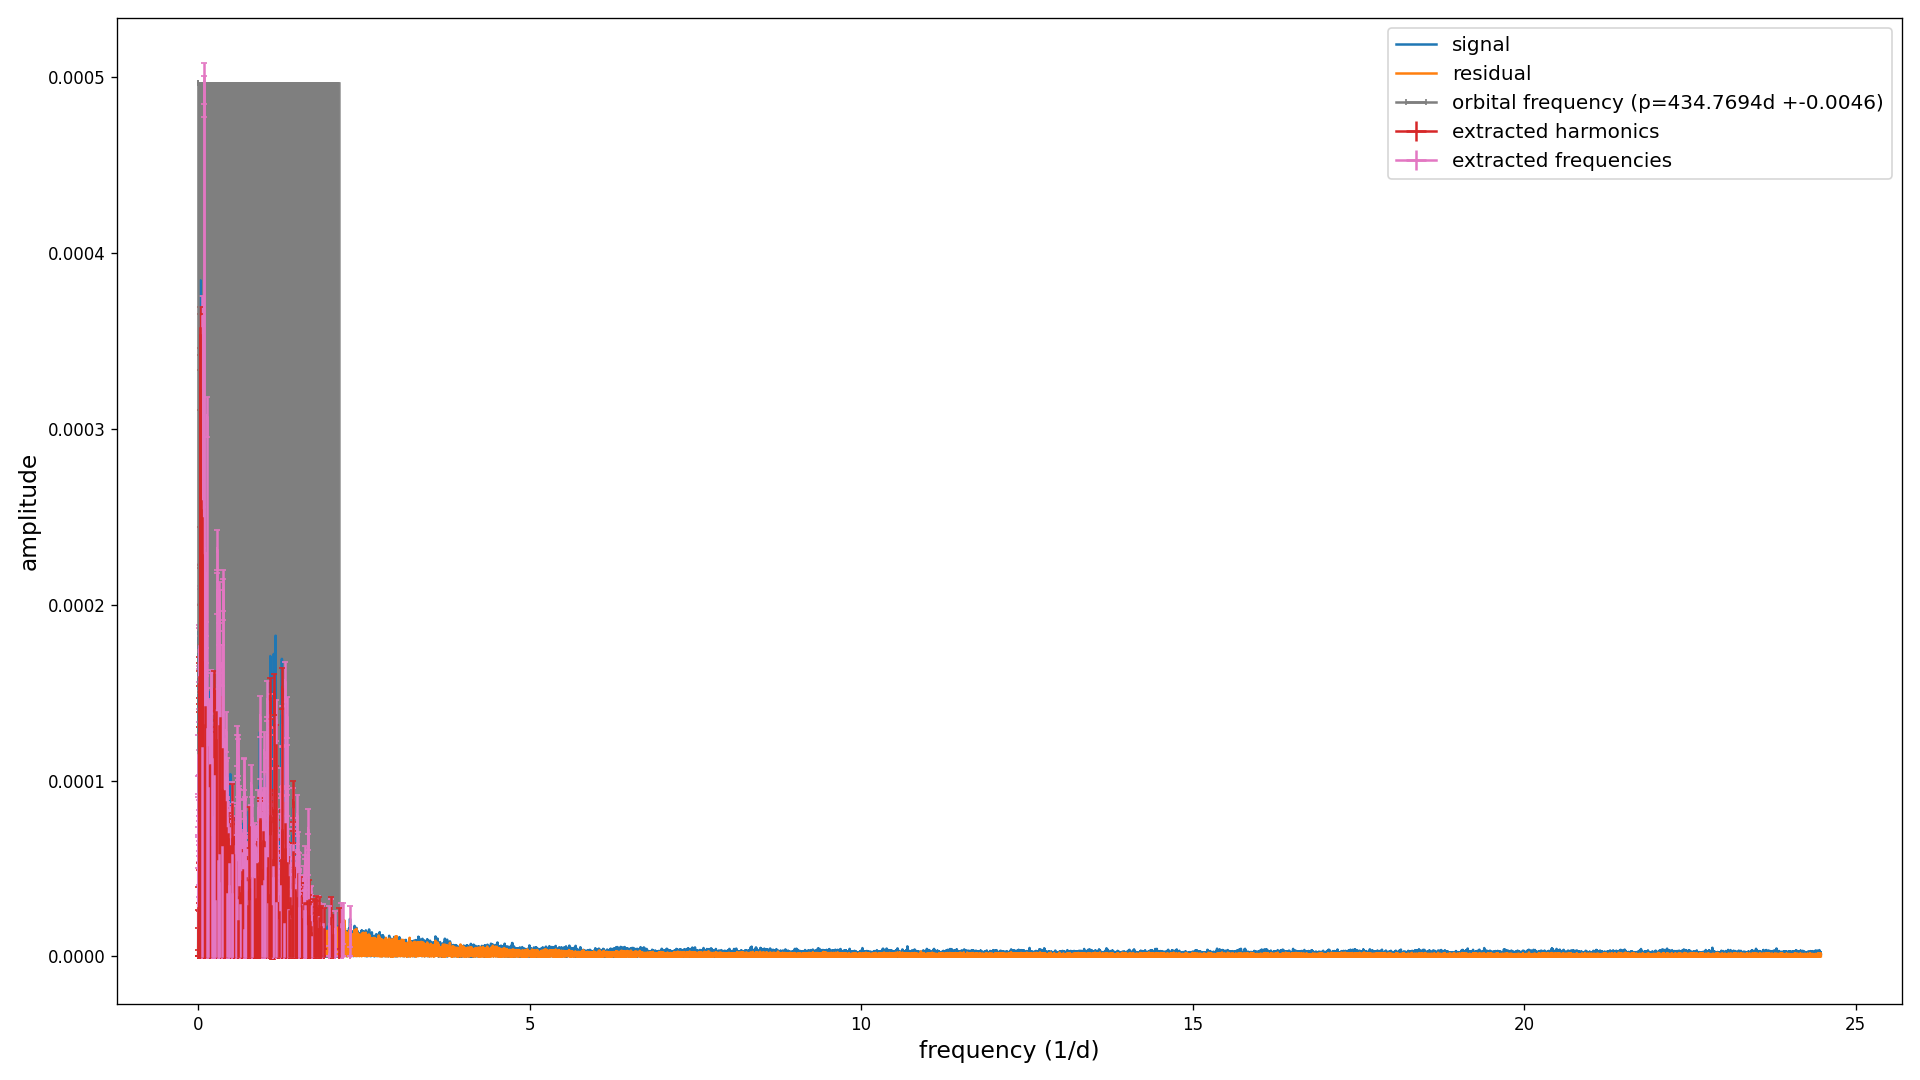 signal
residual
orbital frequency (p=434.7694d +-0.0046)
extracted harmonics
extracted frequencies
0.0005
0.0004
0.0003
0.0002
0.0001
0.0000
amplitude
0 5 10 15 20 25
frequency (1/d)